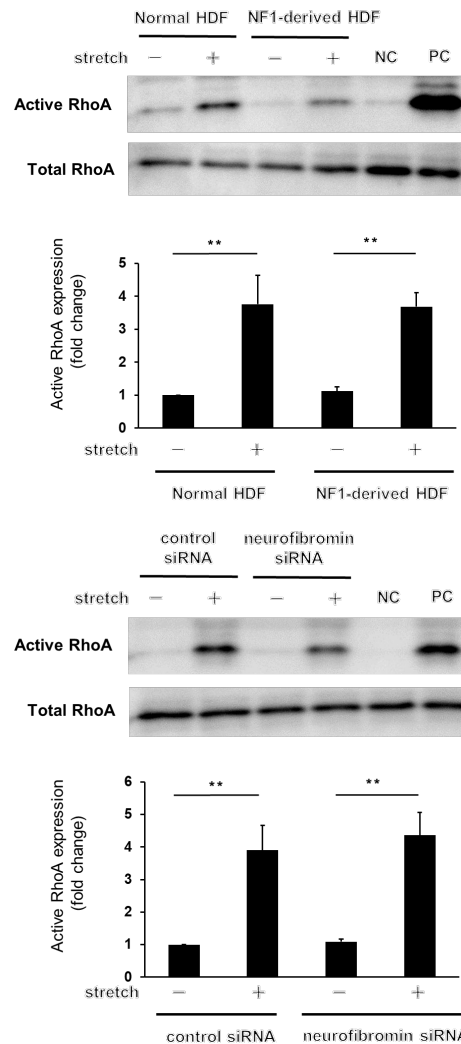 Normal HDF NF1-derived HDF
stretch − + − + NC PC
Active RhoA
Total RhoA
Active RhoA expression
(fold change)
5
4
3
2
1
0
** **
stretch − + − +
Normal HDF NF1-derived HDF
control
siRNA
neurofibromin
siRNA
stretch − + − + NC PC
Active RhoA
Total RhoA
Active RhoA expression
(fold change)
6
5
4
3
2
1
0
** **
stretch − + − +
control siRNA neurofibromin siRNA